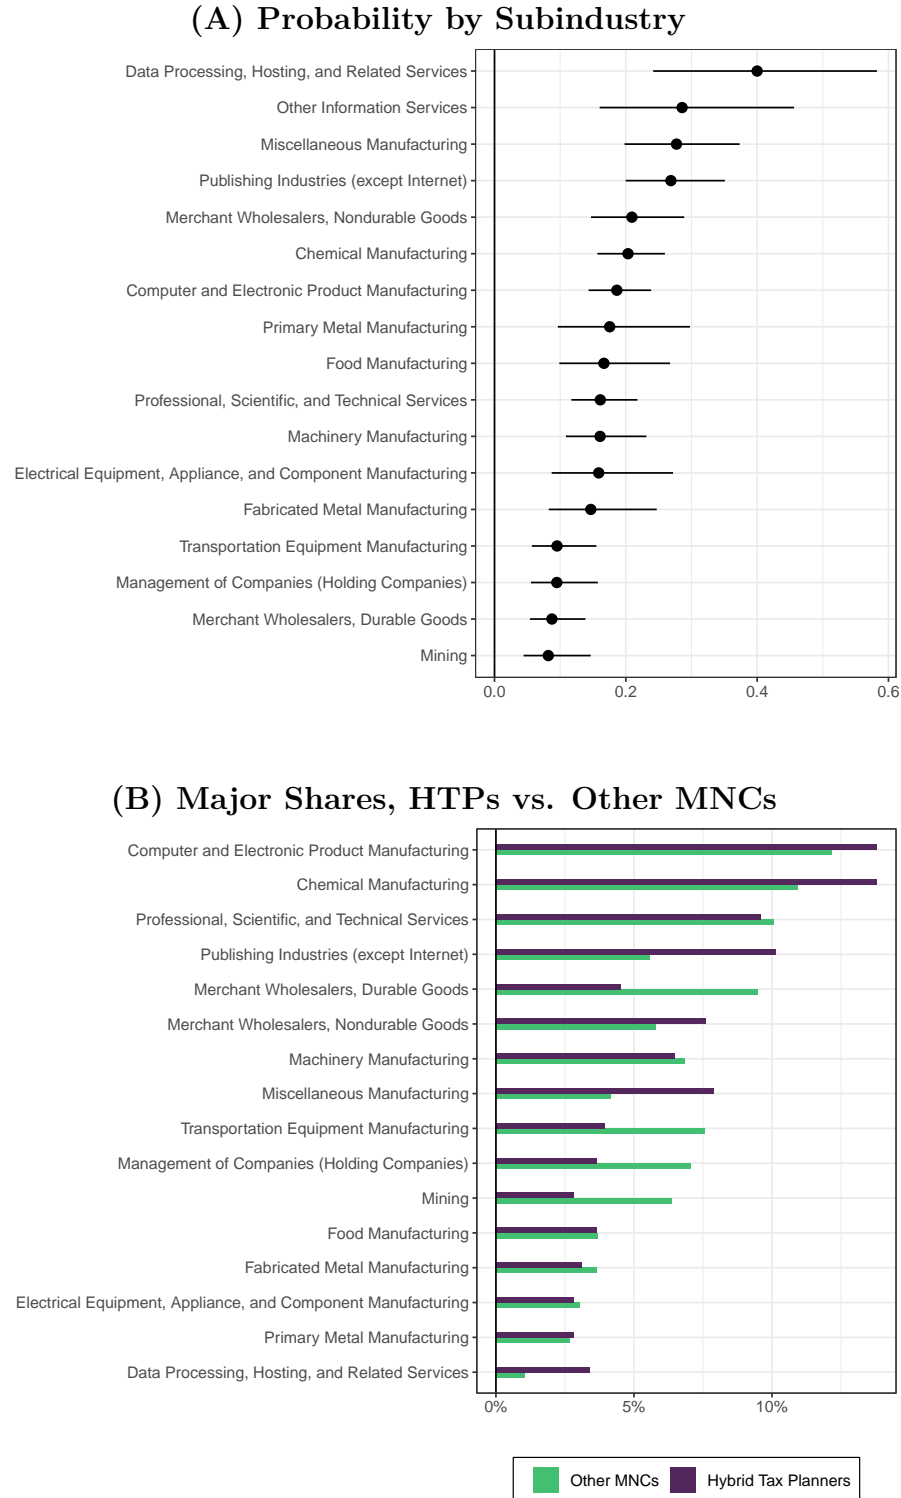 (A) Probability by Subindustry
Data Processing, Hosting, and Related Services
Other Information Services
Miscellaneous Manufacturing
Publishing Industries (except Internet)
Merchant Wholesalers, Nondurable Goods
Chemical Manufacturing
Computer and Electronic Product Manufacturing
Primary Metal Manufacturing
Food Manufacturing
Professional, Scientific, and Technical Services
Machinery Manufacturing
Electrical Equipment, Appliance, and Component Manufacturing
Fabricated Metal Manufacturing
Transportation Equipment Manufacturing
Management of Companies (Holding Companies)
Merchant Wholesalers, Durable Goods
Mining
0.0 0.2 0.4 0.6
(B) Major Shares, HTPs vs. Other MNCs
Computer and Electronic Product Manufacturing
Chemical Manufacturing
Professional, Scientific, and Technical Services
Publishing Industries (except Internet)
Merchant Wholesalers, Durable Goods
Merchant Wholesalers, Nondurable Goods
Machinery Manufacturing
Miscellaneous Manufacturing
Transportation Equipment Manufacturing
Management of Companies (Holding Companies)
Mining
Food Manufacturing
Fabricated Metal Manufacturing
Electrical Equipment, Appliance, and Component Manufacturing
Primary Metal Manufacturing
Data Processing, Hosting, and Related Services
0% 5% 10%
Other MNCs Hybrid Tax Planners